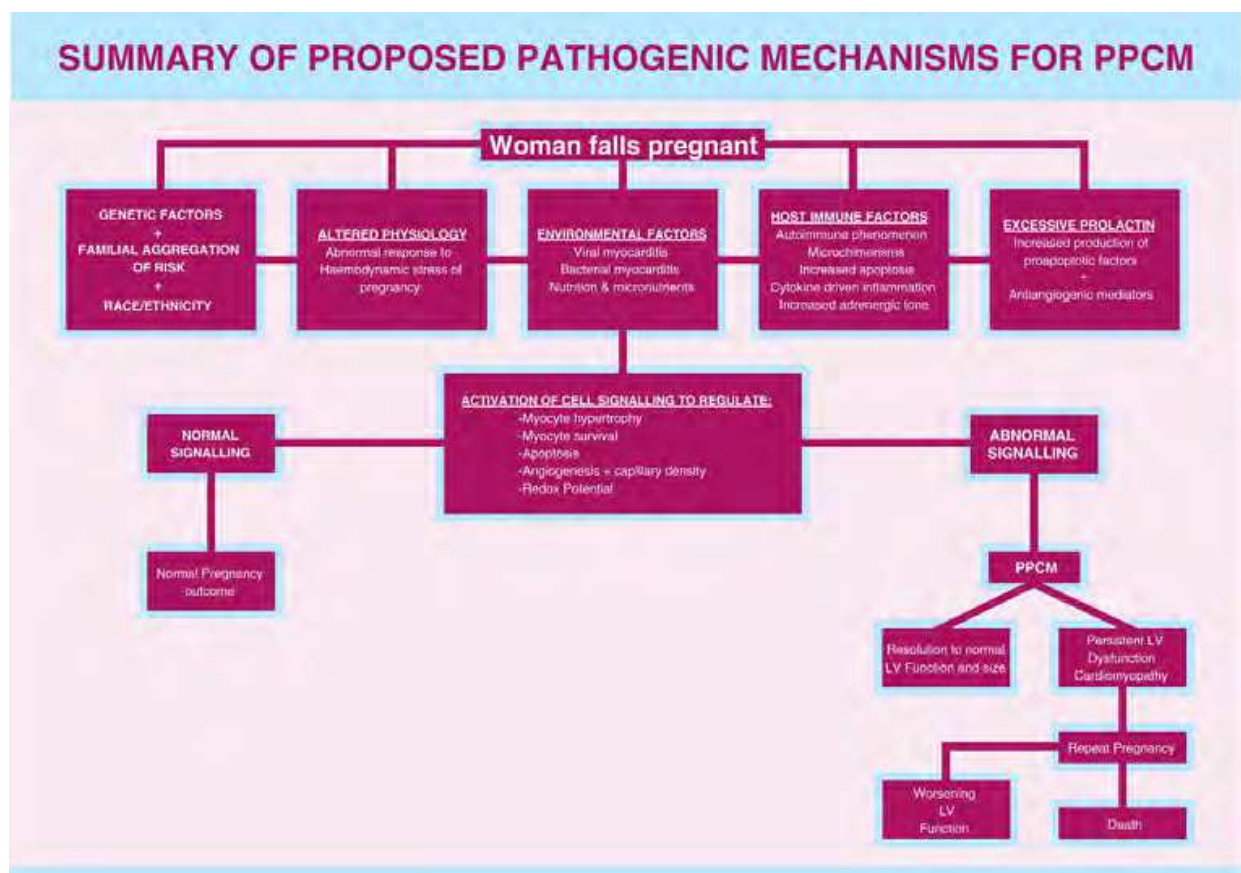 SUMMARY OF PROPOSED PATHOGENIC MECHANISMS FOR PPCM
Woman falls pregnant
GENETIC FACTORS
+
FAMILIAL AGGREGATION
OF RISK
+
RACE/ETHNICITY
ALTERED PHYSIOLOGY
Abnormal response to
Haemodynamic stress of
pregnancy
ENVIRONMENTAL FACTORS
Viral myocarditis
Bacterial myocarditis
Nutrition & micronutrients
HOST IMMUNE FACTORS
Autoimmune phenomenon
Microchimerism
Increased apoptosis
Cytokine driven inflammation
Increased adrenergic tone
EXCESSIVE PROLACTIN
Increased production of
proapoptotic factors
+
Antiangiogenic mediators
ACTIVATION OF CELL SIGNALLING TO REGULATE:
-Myocyte hypertrophy
-Myocyte survival
-Apoptosis
-Angiogenesis + capillary density
-Redox Potential
NORMAL
SIGNALLING
ABNORMAL
SIGNALLING
Normal Pregnancy
outcome
PPCM
Resolution to normal
LV Function and size
Persistent LV
Dysfunction
Cardiomyopathy
Repeat Pregnancy
Worsening
LV
Function
Death